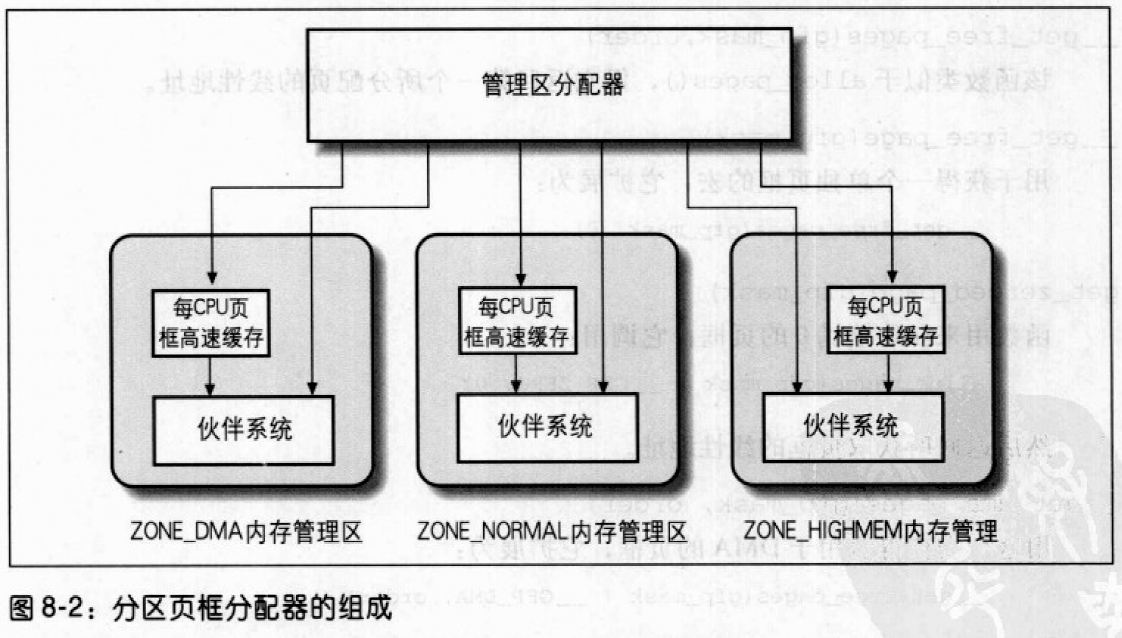 管理区分配器
每CPU页
框高速缓存
每CPU页
框高速缓存
每CPU页
框高速缓存
伙伴系统
伙伴系统
伙伴系统
ZONE_DMA内存管理区
ZONE_NORMAL内存管理区
ZONE_HIGHMEM内存管理
图 8-2：分区页框分配器的组成